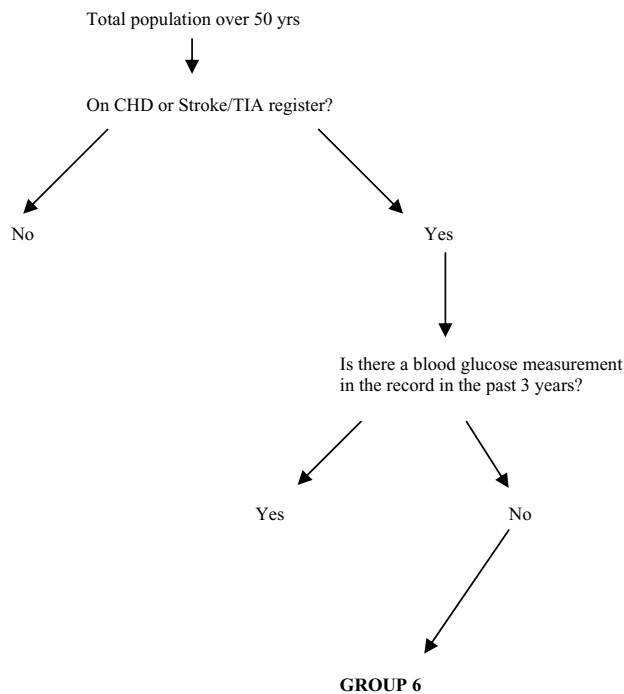 Total population over 50 yrs
On CHD or Stroke/TIA register?
No
Yes
Is there a blood glucose measurement
in the record in the past 3 years?
Yes
No
GROUP 6